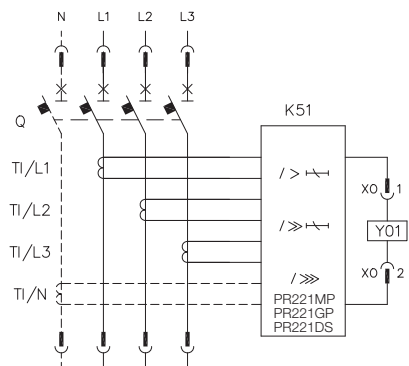 N L1 L2 L3
Q
K51
TI/L1
/ >
X0 1
TI/L2
/ ≫
Y01
TI/L3
X0 2
/ ⋙
TI/N
PR221MP
PR221GP
PR221DS